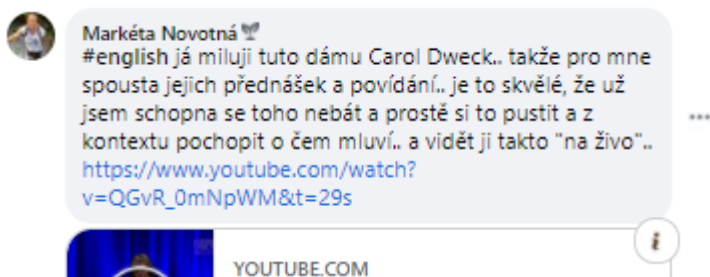 Markéta Novotná
#english já miluji tuto dámu Carol Dweck.. takže pro mne
spousta jejich přednášek a povídání.. je to skvělé, že už
jsem schopna se toho nebát a prostě si to pustit a z
kontextu pochopit o čem mluví.. a vidět ji takto "na živo"..
https://www.youtube.com/watch?
v=QGvR_0mNpWM&t=29s
i
YOUTUBE.COM